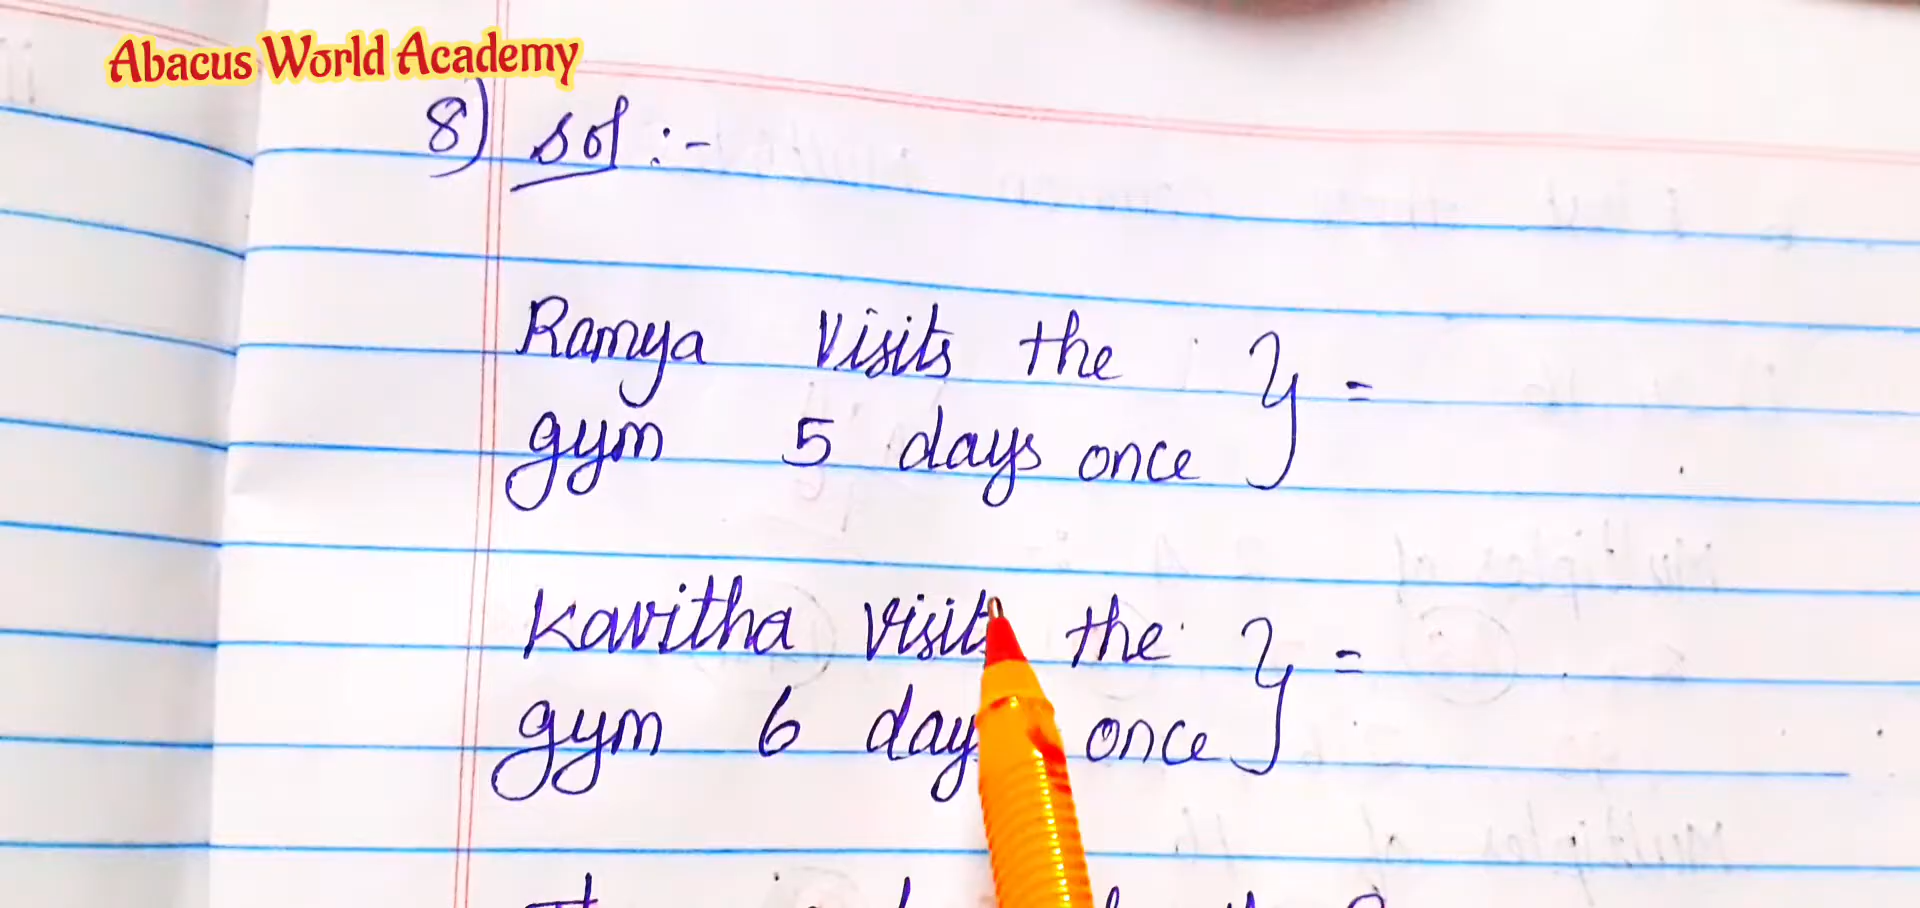 Abacus World Academy
8) sol :-
Ramya visits the } =
gym 5 days once
Kavitha visits the } =
gym 6 days once